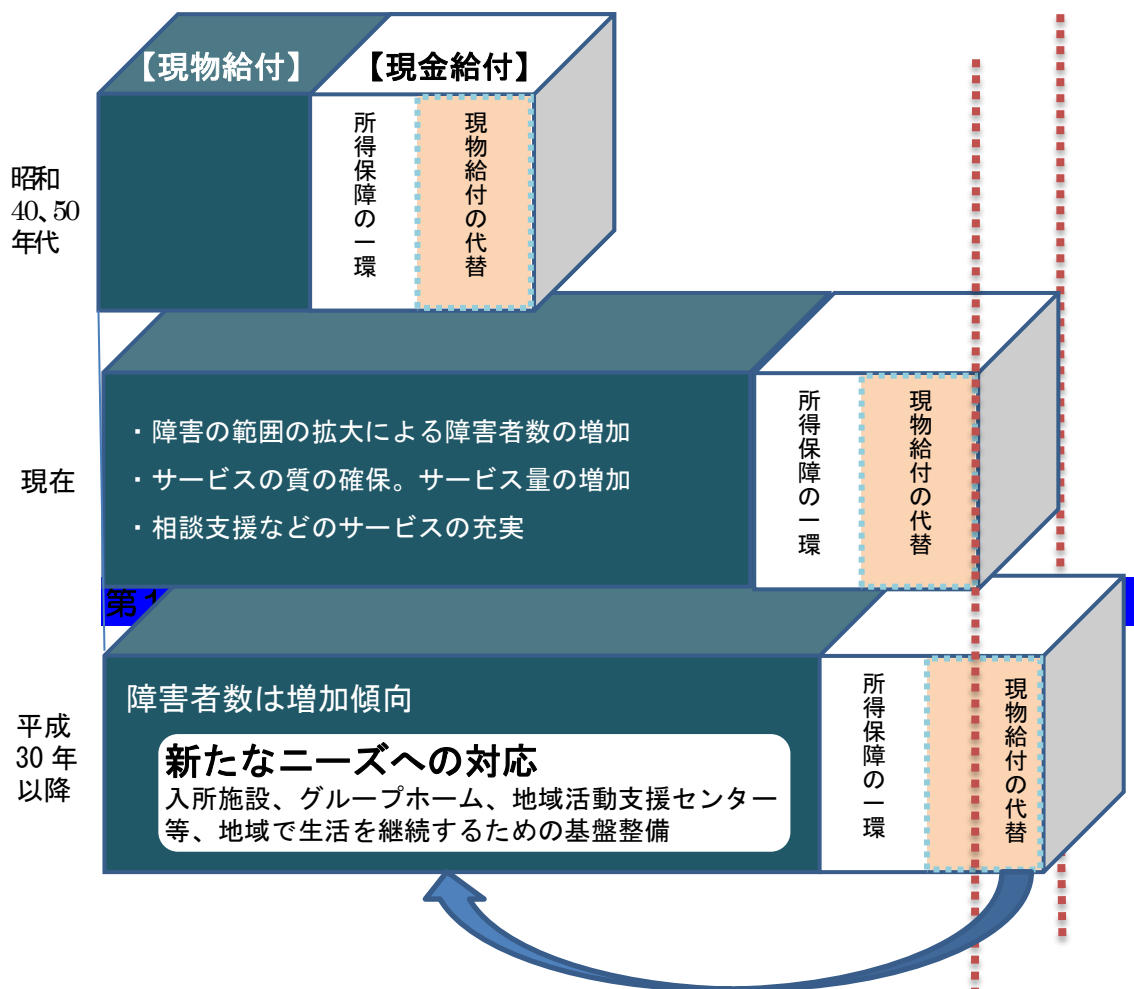 【現物給付】
【現金給付】
昭和
40、50
年代
所得保障の一環
現物給付の代替
現在
・障害の範囲の拡大による障害者数の増加
・サービスの質の確保。サービス量の増加
・相談支援などのサービスの充実
所得保障の一環
現物給付の代替
第1
平成
30 年
以降
障害者数は増加傾向
新たなニーズへの対応
入所施設、グループホーム、地域活動支援センター
等、地域で生活を継続するための基盤整備
所得保障の一環
現物給付の代替